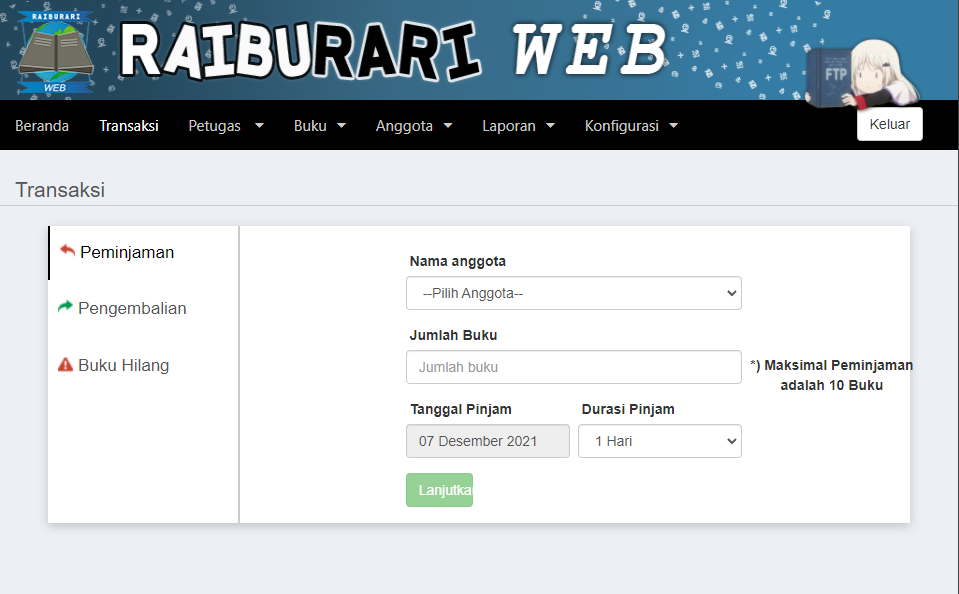 RAIBURARI
WEB
RAIBURARI WEB
FTP
Beranda
Transaksi
Petugas
Buku
Anggota
Laporan
Konfigurasi
Keluar
Transaksi
Peminjaman
Pengembalian
Buku Hilang
Nama anggota
--Pilih Anggota--
Jumlah Buku
Jumlah buku
*) Maksimal Peminjaman
adalah 10 Buku
Tanggal Pinjam
Durasi Pinjam
07 Desember 2021
1 Hari
Lanjutka